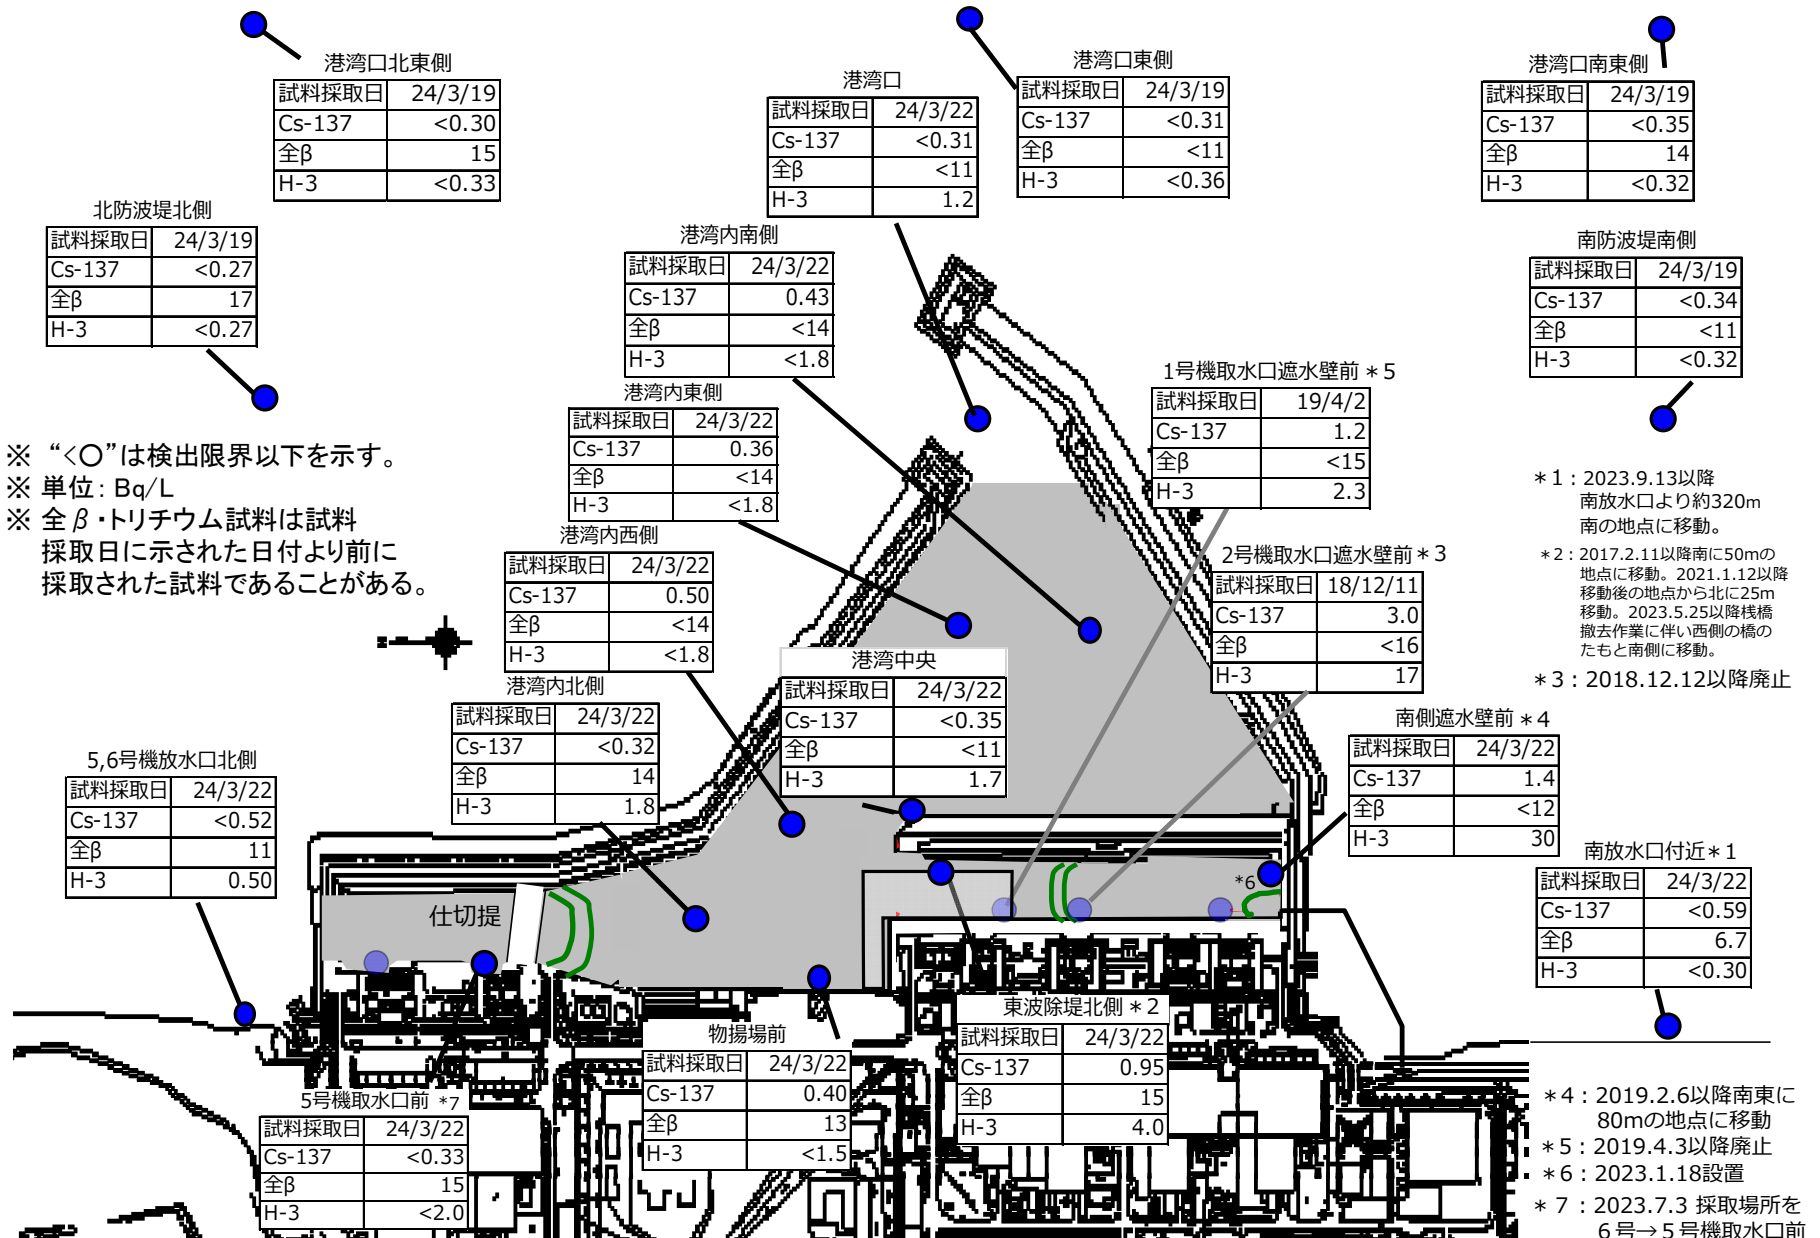 港湾口北東側
試料採取日 24/3/19
Cs-137 <0.30
全β 15
H-3 <0.33
港湾口
試料採取日 24/3/22
Cs-137 <0.31
全β <11
H-3 1.2
港湾口東側
試料採取日 24/3/19
Cs-137 <0.31
全β <11
H-3 <0.36
港湾口南東側
試料採取日 24/3/19
Cs-137 <0.35
全β 14
H-3 <0.32
北防波堤北側
試料採取日 24/3/19
Cs-137 <0.27
全β 17
H-3 <0.27
港湾内南側
試料採取日 24/3/22
Cs-137 0.43
全β <14
H-3 <1.8
南防波堤南側
試料採取日 24/3/19
Cs-137 <0.34
全β <11
H-3 <0.32
港湾内東側
試料採取日 24/3/22
Cs-137 0.36
全β <14
H-3 <1.8
1号機取水口遮水壁前＊5
試料採取日 19/4/2
Cs-137 1.2
全β <15
H-3 2.3
※ “<○”は検出限界以下を示す。
※ 単位：Bq/L
※ 全β・トリチウム試料は試料
採取日に示された日付より前に
採取された試料であることがある。
港湾内西側
試料採取日 24/3/22
Cs-137 0.50
全β <14
H-3 <1.8
2号機取水口遮水壁前＊3
試料採取日 18/12/11
Cs-137 3.0
全β <16
H-3 17
＊1：2023.9.13以降
南放水口より約320m
南の地点に移動。
＊2：2017.2.11以降南に50mの
地点に移動。2021.1.12以降
移動後の地点から北に25m
移動。2023.5.25以降桟橋
撤去作業に伴い西側の橋の
たもと南側に移動。
＊3：2018.12.12以降廃止
港湾中央
試料採取日 24/3/22
Cs-137 <0.35
全β <11
H-3 1.7
港湾内北側
試料採取日 24/3/22
Cs-137 <0.32
全β 14
H-3 1.8
南側遮水壁前＊4
試料採取日 24/3/22
Cs-137 1.4
全β <12
H-3 30
5,6号機放水口北側
試料採取日 24/3/22
Cs-137 <0.52
全β 11
H-3 0.50
南放水口付近＊1
試料採取日 24/3/22
Cs-137 <0.59
全β 6.7
H-3 <0.30
仕切堤
*6
東波除堤北側＊2
試料採取日 24/3/22
Cs-137 0.95
全β 15
H-3 4.0
物揚場前
試料採取日 24/3/22
Cs-137 0.40
全β 13
H-3 <1.5
5号機取水口前 *7
試料採取日 24/3/22
Cs-137 <0.33
全β 15
H-3 <2.0
＊4：2019.2.6以降南東に
80mの地点に移動
＊5：2019.4.3以降廃止
＊6：2023.1.18設置
＊7：2023.7.3 採取場所を
6号→5号機取水口前